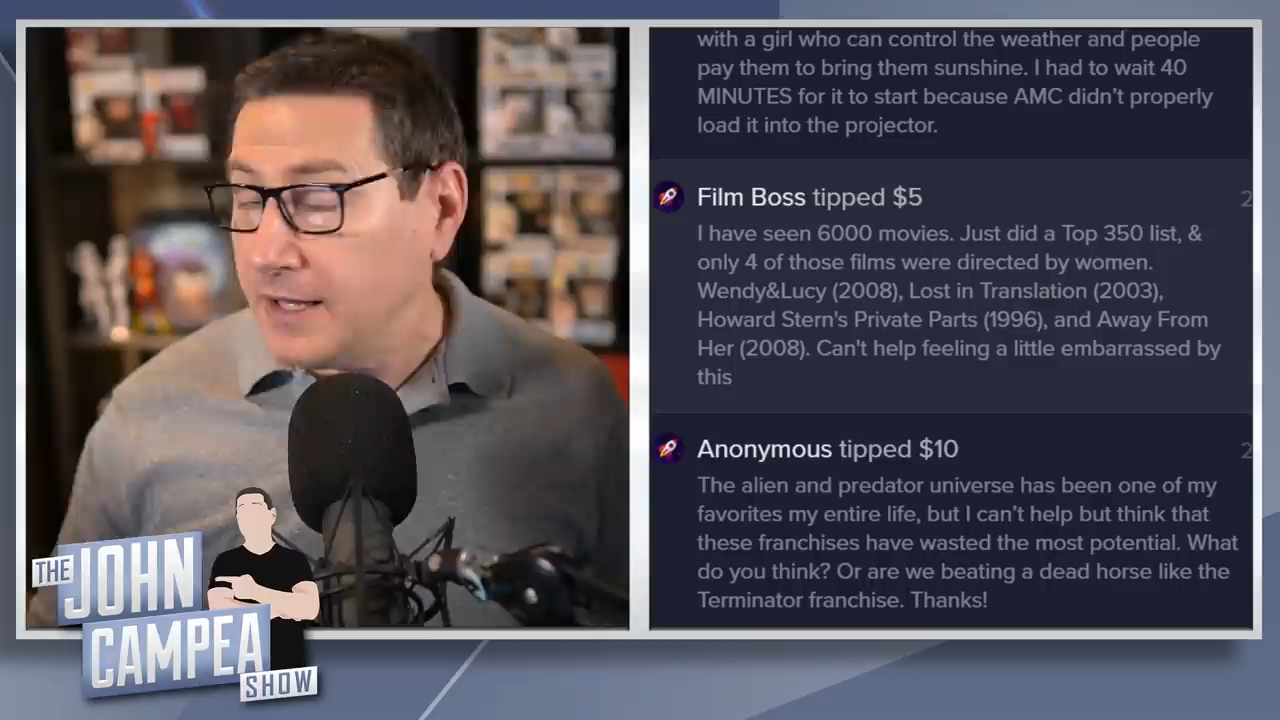 with a girl who can control the weather and people
pay them to bring them sunshine. I had to wait 40
MINUTES for it to start because AMC didn't properly
load it into the projector.
Film Boss tipped $5
2
I have seen 6000 movies. Just did a Top 350 list, &
only 4 of those films were directed by women.
Wendy&Lucy (2008), Lost in Translation (2003),
Howard Stern's Private Parts (1996), and Away From
Her (2008). Can't help feeling a little embarrassed by
this
Anonymous tipped $10
2
The alien and predator universe has been one of my
favorites my entire life, but I can't help but think that
these franchises have wasted the most potential. What
do you think? Or are we beating a dead horse like the
Terminator franchise. Thanks!
THE JOHN
CAMPEA
SHOW